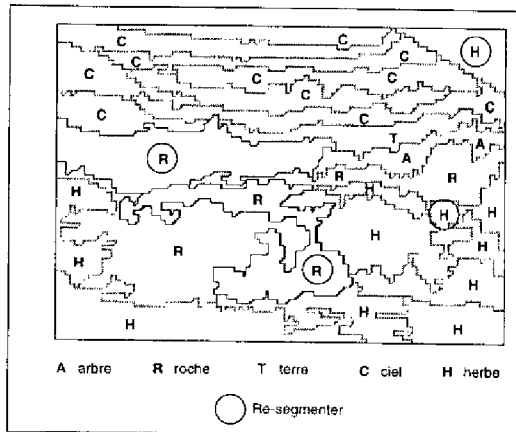 C C
C C H
C C C C
C C C
C C
T A
R A
R R
H R H
R H H
H R H H
R H
H H H
A arbre R roche T terre C ciel H herbe
Re-segmenter